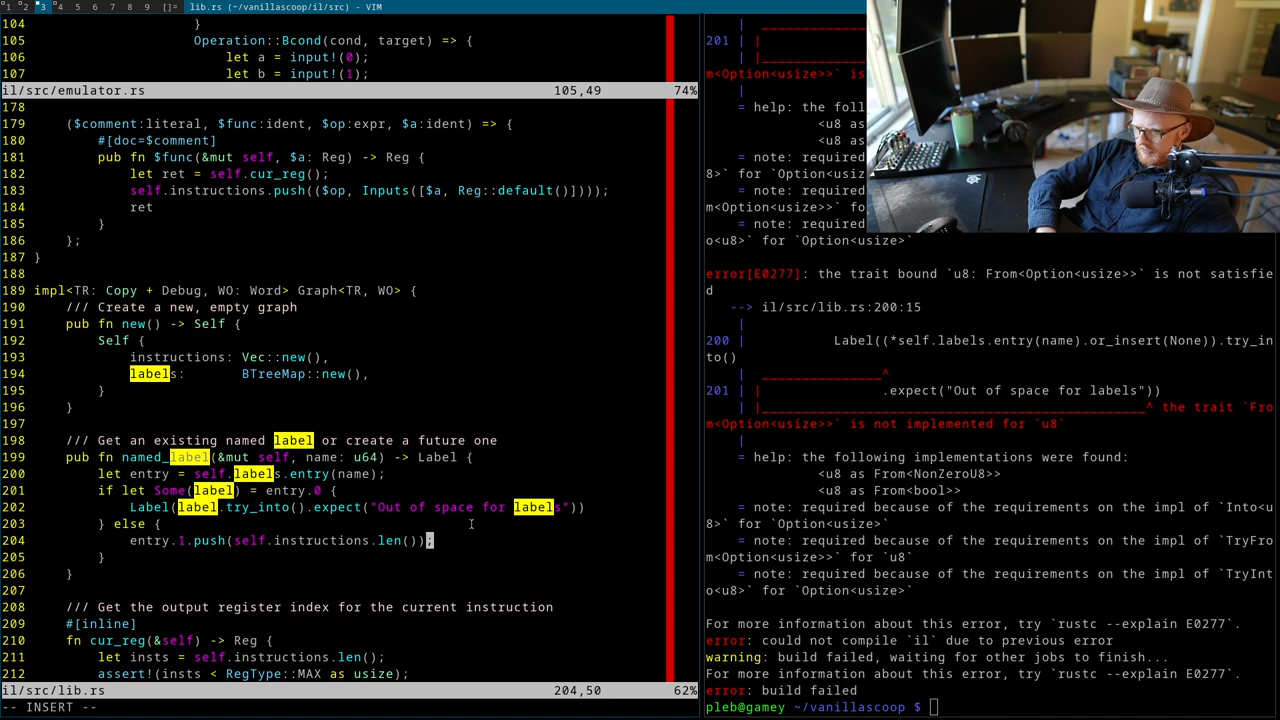 1 2 3 4 5 6 7 8 9 []= lib.rs (~/vanillascoop/il/src) - VIM
104                     }
105                     Operation::Bcond(cond, target) => {
106                         let a = input!(0);
107                         let b = input!(1);
il/src/emulator.rs 105,49 74%
178
179     ($comment:literal, $func:ident, $op:expr, $a:ident) => {
180         #[doc=$comment]
181         pub fn $func(&mut self, $a: Reg) -> Reg {
182             let ret = self.cur_reg();
183             self.instructions.push(($op, Inputs([$a, Reg::default()])));
184             ret
185         }
186     };
187 }
188
189 impl<TR: Copy + Debug, WO: Word> Graph<TR, WO> {
190     /// Create a new, empty graph
191     pub fn new() -> Self {
192         Self {
193             instructions: Vec::new(),
194             labels:       BTreeMap::new(),
195         }
196     }
197
198     /// Get an existing named label or create a future one
199     pub fn named_label(&mut self, name: u64) -> Label {
200         let entry = self.labels.entry(name);
201         if let Some(label) = entry.0 {
202             Label(label.try_into().expect("Out of space for labels"))
203         } else {
204             entry.1.push(self.instructions.len());
205         }
206     }
207
208     /// Get the output register index for the current instruction
209     #[inline]
210     fn cur_reg(&self) -> Reg {
211         let insts = self.instructions.len();
212         assert!(insts < RegType::MAX as usize);
il/src/lib.rs 204,50 62%
-- INSERT --
|
201 |
|
m<Option<usize>>` is
|
= help: the foll
<u8 as
<u8 as
= note: required
8>` for `Option<usiz
= note: required
m<Option<usize>>` fo
= note: required
o<u8>` for `Option<usize>`
error[E0277]: the trait bound `u8: From<Option<usize>>` is not satisfie
d
--> il/src/lib.rs:200:15
|
200 |         Label((*self.labels.entry(name).or_insert(None)).try_in
to()
|  _______________^
201 | |             .expect("Out of space for labels"))
| |______________________________________________^ the trait `Fro
m<Option<usize>>` is not implemented for `u8`
|
= help: the following implementations were found:
<u8 as From<NonZeroU8>>
<u8 as From<bool>>
= note: required because of the requirements on the impl of `Into<u
8>` for `Option<usize>`
= note: required because of the requirements on the impl of `TryFro
m<Option<usize>>` for `u8`
= note: required because of the requirements on the impl of `TryInt
o<u8>` for `Option<usize>`
For more information about this error, try `rustc --explain E0277`.
error: could not compile `il` due to previous error
warning: build failed, waiting for other jobs to finish...
For more information about this error, try `rustc --explain E0277`.
error: build failed
pleb@gamey ~/vanillascoop $